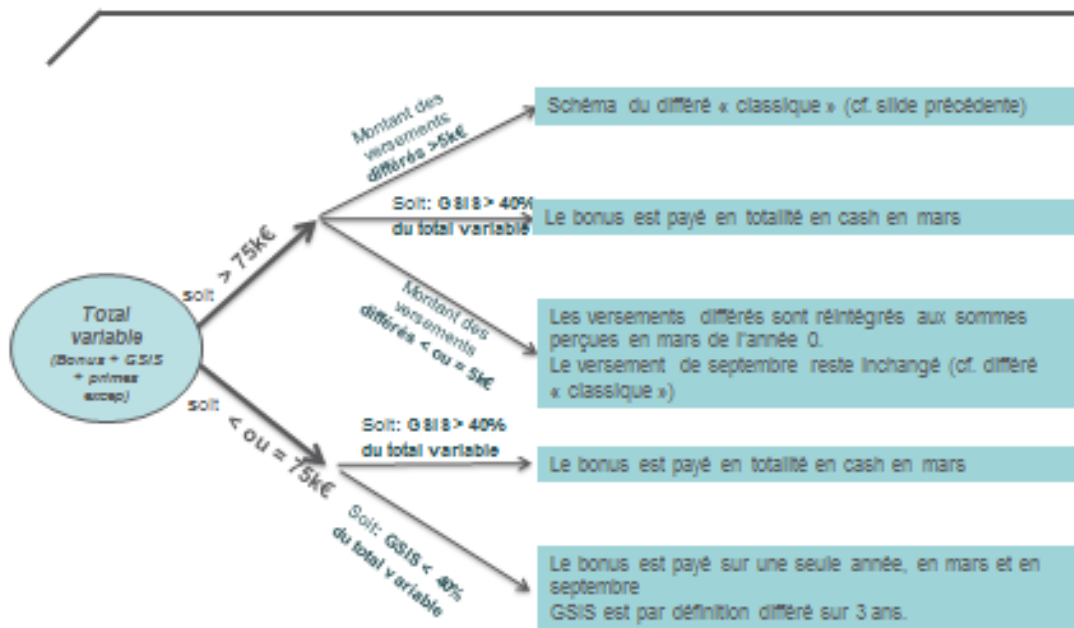 Montant des
versements
différés >5k€
Schéma du différé « classique » (cf. slide précédente)
Soit: GSIS > 40%
du total variable
Le bonus est payé en totalité en cash en mars
soit
> 75k€
Montant des
versements
différés < ou = 5k€
Les versements différés sont réintégrés aux sommes
perçues en mars de l'année 0.
Le versement de septembre reste inchangé (cf. différé
« classique »)
Total
variable
(Bonus + GSIS
+ primes
excep)
soit
< ou = 75k€
Soit: GSIS > 40%
du total variable
Le bonus est payé en totalité en cash en mars
Soit: GSIS < 40%
du total variable
Le bonus est payé sur une seule année, en mars et en
septembre
GSIS est par définition différé sur 3 ans.